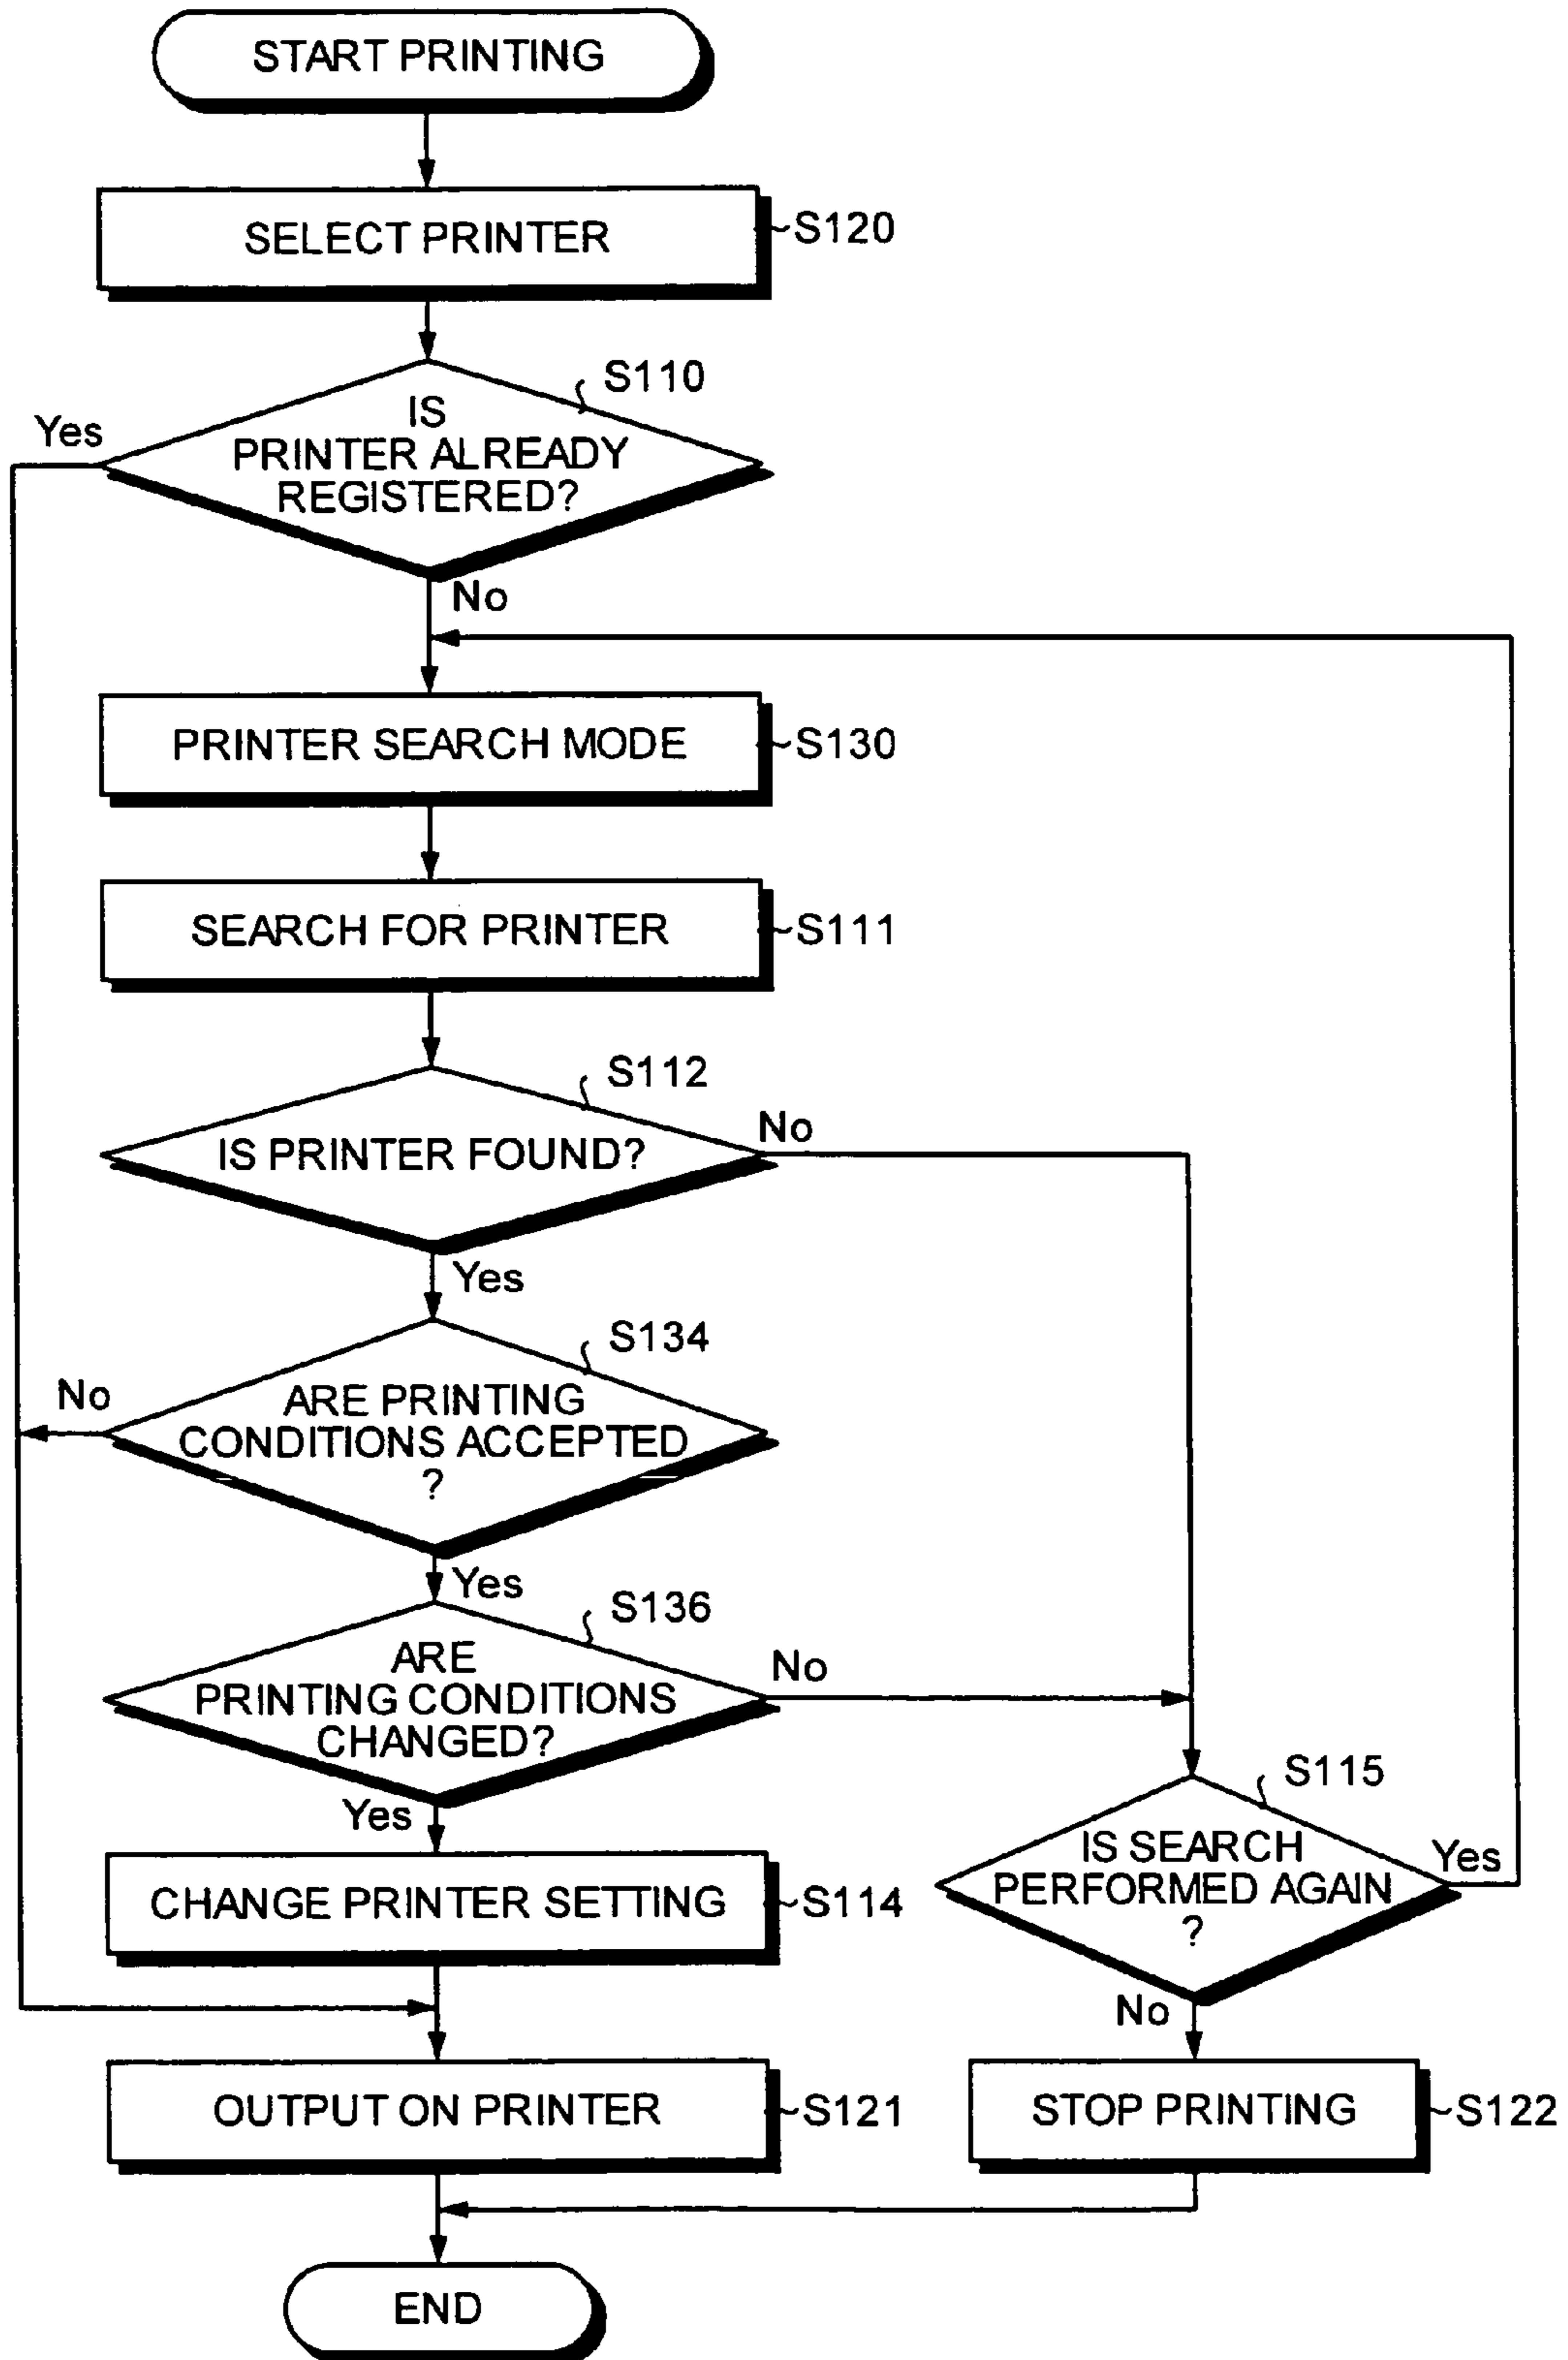 START PRINTING
SELECT PRINTER
S120
S110
IS
PRINTER ALREADY
REGISTERED?
Yes
No
PRINTER SEARCH MODE
S130
SEARCH FOR PRINTER
S111
S112
IS PRINTER FOUND?
No
Yes
S134
ARE PRINTING
CONDITIONS ACCEPTED
?
No
Yes
S136
ARE
PRINTING CONDITIONS
CHANGED?
No
Yes
S115
IS SEARCH
PERFORMED AGAIN
?
Yes
No
CHANGE PRINTER SETTING
S114
OUTPUT ON PRINTER
S121
STOP PRINTING
S122
END